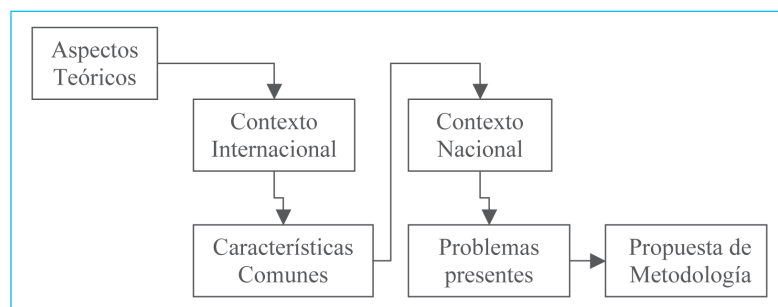 Aspectos
Teóricos
Contexto
Internacional
Características
Comunes
Contexto
Nacional
Problemas
presentes
Propuesta de
Metodología